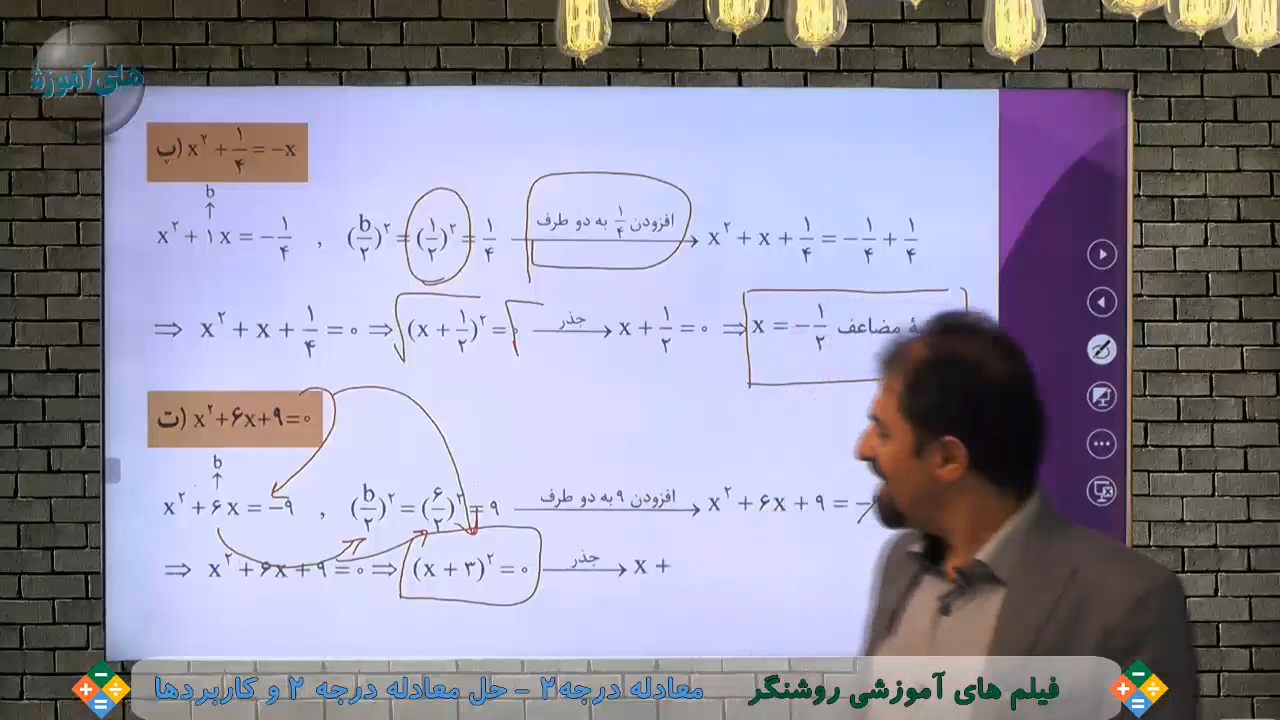 های آموزش
پ) x² + ۱/۴ = −x
b
↑
x² + ۱x = −۱/۴ , (b/۲)² = (۱/۲)² = ۱/۴ افزودن ۱/۴ به دو طرف → x² + x + ۱/۴ = −۱/۴ + ۱/۴
⇒ x² + x + ۱/۴ = ۰ ⇒ (x + ۱/۲)² = ۰ جذر → x + ۱/۲ = ۰ ⇒ x = −۱/۲ مضاعف
ت) x² + ۶x + ۹ = ۰
b
↑
x² + ۶x = −۹ , (b/۲)² = (۶/۲)² = ۹ افزودن ۹ به دو طرف → x² + ۶x + ۹ = −
⇒ x² + ۶x + ۹ = ۰ ⇒ (x + ۳)² = ۰ جذر → x +
فیلم های آموزشی روشنگر معادله درجه۲ - حل معادله درجه ۲ و کاربردها